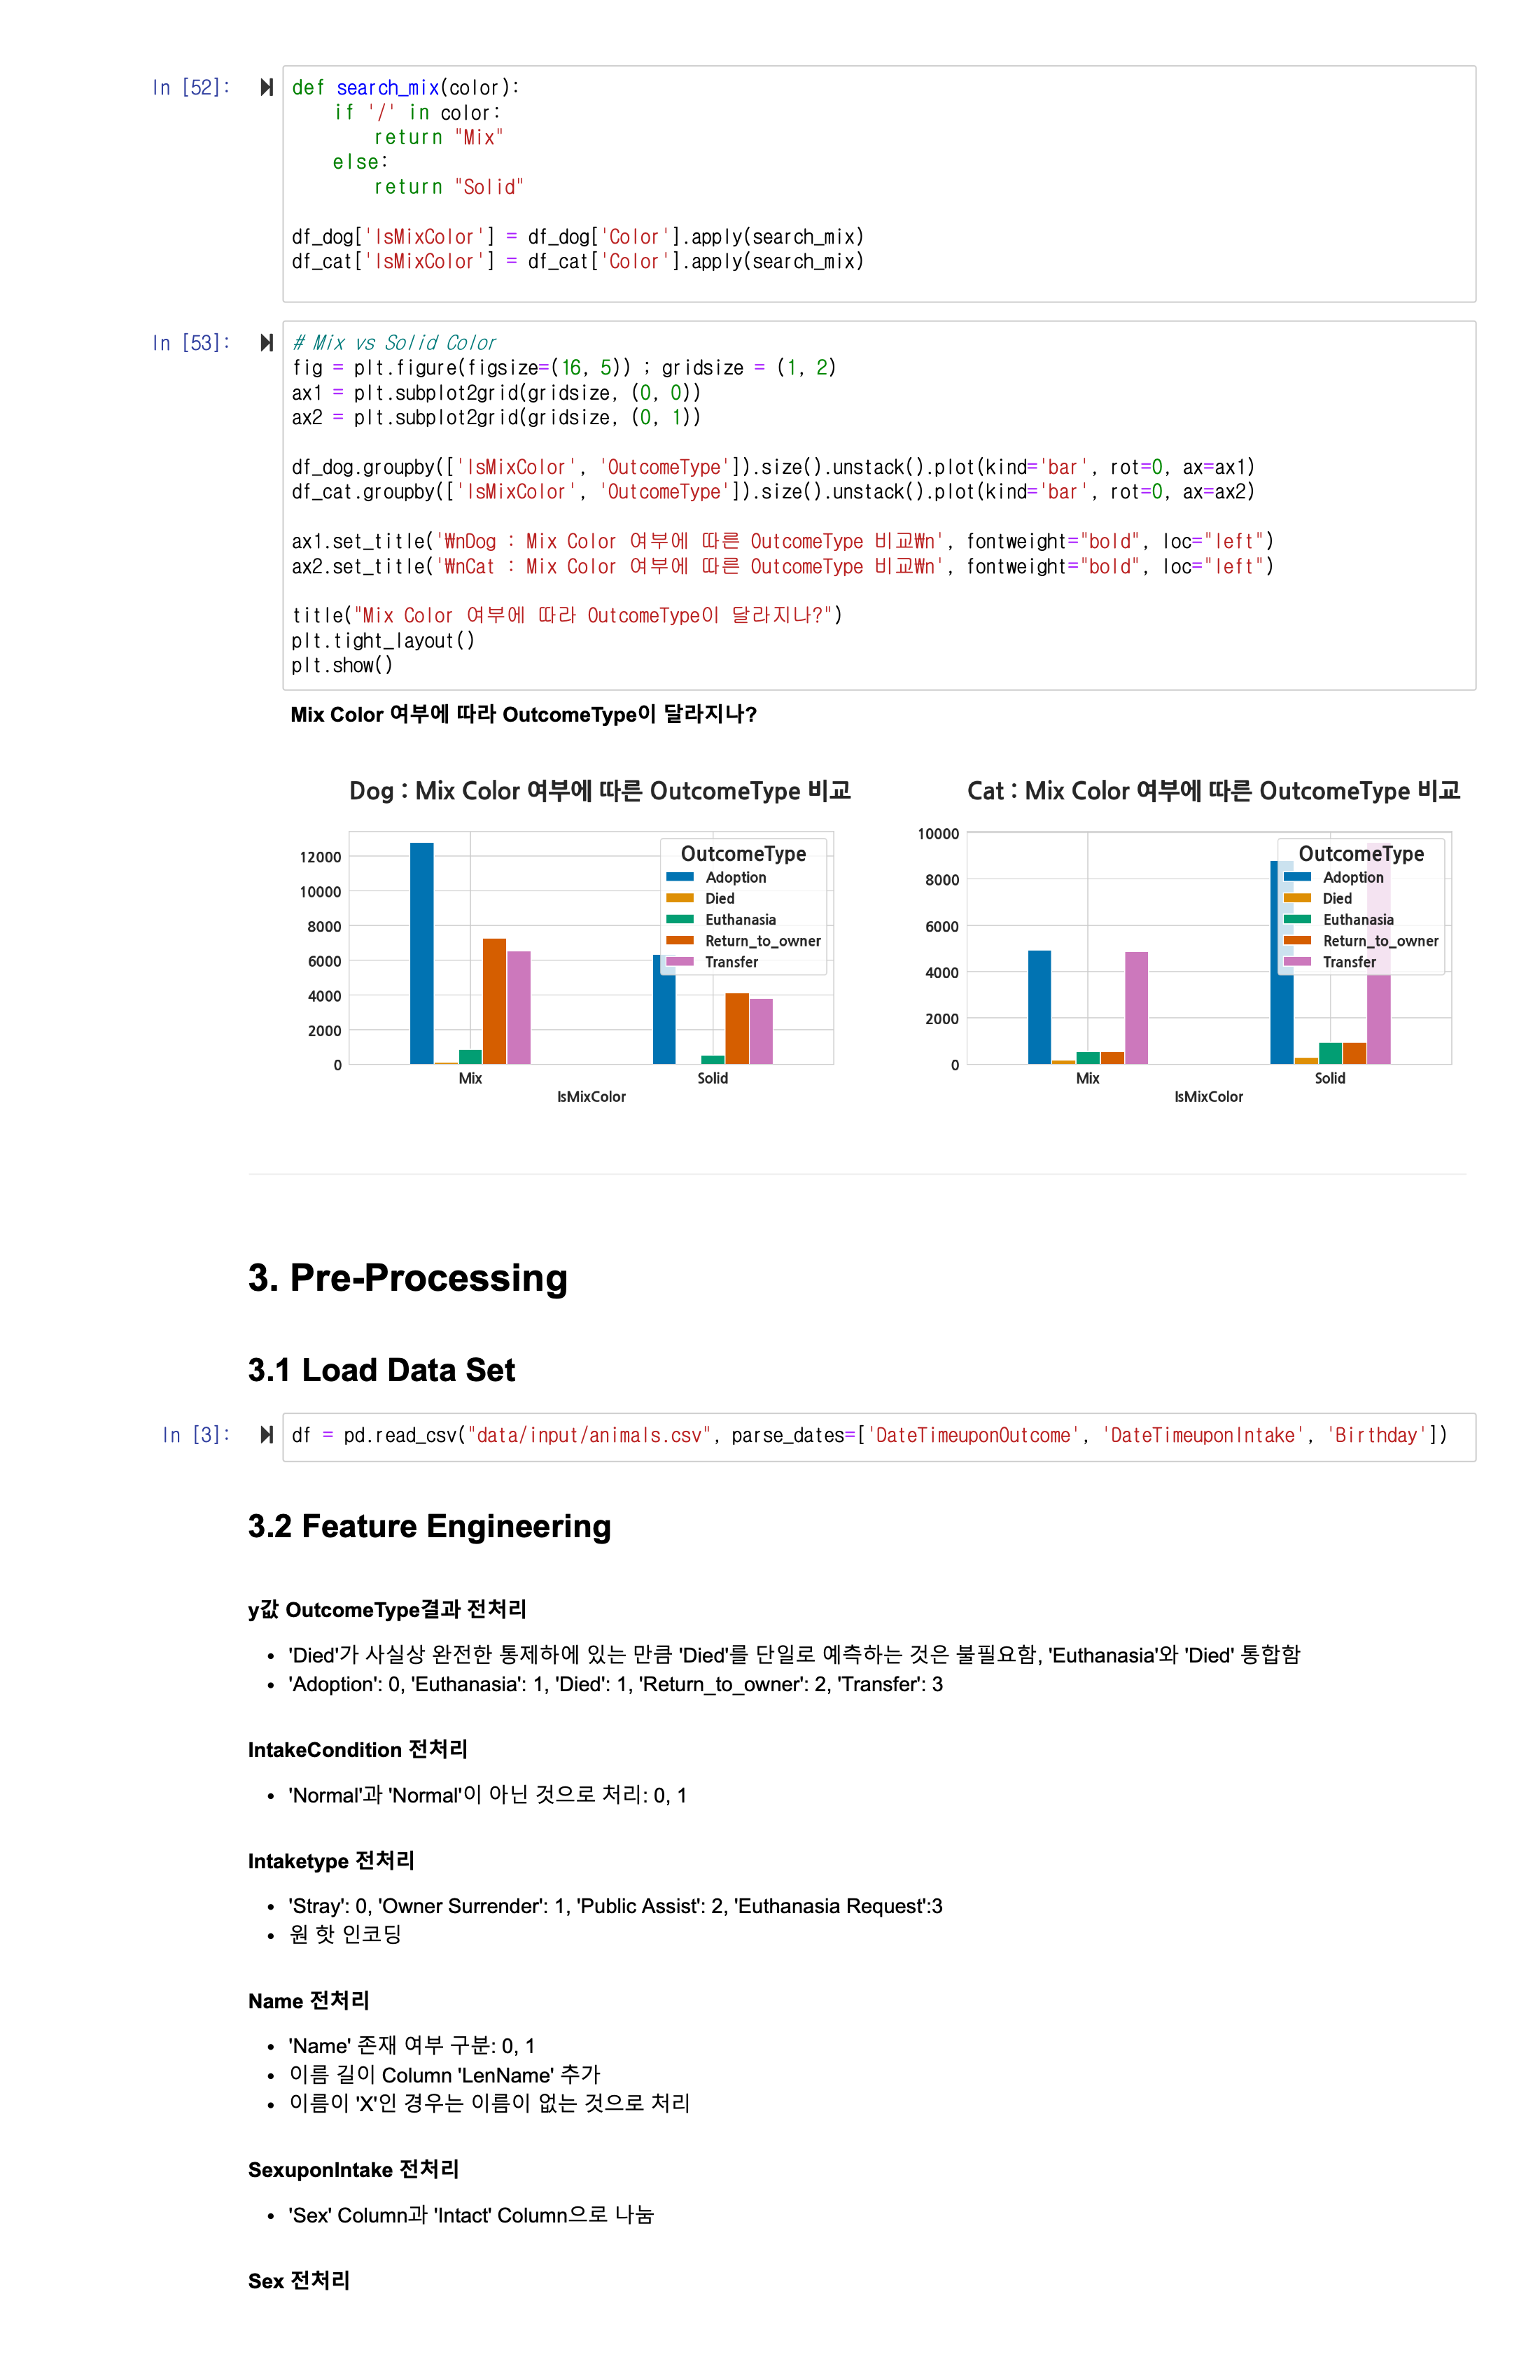 In [52]:
def search_mix(color):
    if '/' in color:
        return "Mix"
    else:
        return "Solid"
df_dog['IsMixColor'] = df_dog['Color'].apply(search_mix)
df_cat['IsMixColor'] = df_cat['Color'].apply(search_mix)
In [53]:
# Mix vs Solid Color
fig = plt.figure(figsize=(16, 5)) ; gridsize = (1, 2)
ax1 = plt.subplot2grid(gridsize, (0, 0))
ax2 = plt.subplot2grid(gridsize, (0, 1))
df_dog.groupby(['IsMixColor', 'OutcomeType']).size().unstack().plot(kind='bar', rot=0, ax=ax1)
df_cat.groupby(['IsMixColor', 'OutcomeType']).size().unstack().plot(kind='bar', rot=0, ax=ax2)
ax1.set_title('₩nDog : Mix Color 여부에 따른 OutcomeType 비교₩n', fontweight="bold", loc="left")
ax2.set_title('₩nCat : Mix Color 여부에 따른 OutcomeType 비교₩n', fontweight="bold", loc="left")
title("Mix Color 여부에 따라 OutcomeType이 달라지나?")
plt.tight_layout()
plt.show()
Mix Color 여부에 따라 OutcomeType이 달라지나?
Dog : Mix Color 여부에 따른 OutcomeType 비교
12000
10000
8000
6000
4000
2000
0
OutcomeType
Adoption
Died
Euthanasia
Return_to_owner
Transfer
Mix
Solid
IsMixColor
Cat : Mix Color 여부에 따른 OutcomeType 비교
10000
8000
6000
4000
2000
0
OutcomeType
Adoption
Died
Euthanasia
Return_to_owner
Transfer
Mix
Solid
IsMixColor
3. Pre-Processing
3.1 Load Data Set
In [3]:
df = pd.read_csv("data/input/animals.csv", parse_dates=['DateTimeuponOutcome', 'DateTimeuponIntake', 'Birthday'])
3.2 Feature Engineering
y값 OutcomeType결과 전처리
• 'Died'가 사실상 완전한 통제하에 있는 만큼 'Died'를 단일로 예측하는 것은 불필요함, 'Euthanasia'와 'Died' 통합함
• 'Adoption': 0, 'Euthanasia': 1, 'Died': 1, 'Return_to_owner': 2, 'Transfer': 3
IntakeCondition 전처리
• 'Normal'과 'Normal'이 아닌 것으로 처리: 0, 1
Intaketype 전처리
• 'Stray': 0, 'Owner Surrender': 1, 'Public Assist': 2, 'Euthanasia Request':3
• 원 핫 인코딩
Name 전처리
• 'Name' 존재 여부 구분: 0, 1
• 이름 길이 Column 'LenName' 추가
• 이름이 'X'인 경우는 이름이 없는 것으로 처리
SexuponIntake 전처리
• 'Sex' Column과 'Intact' Column으로 나눔
Sex 전처리